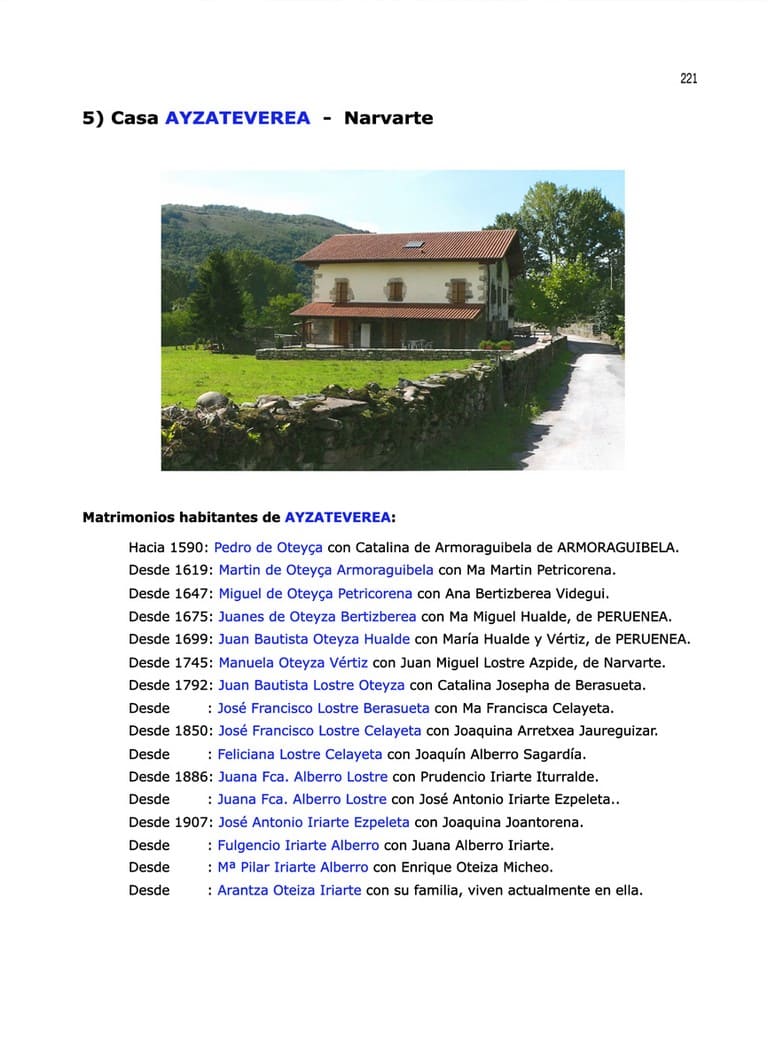 221
5) Casa AYZATEVEREA - Narvarte
Matrimonios habitantes de AYZATEVEREA:
Hacia 1590: Pedro de Oteyça con Catalina de Armoraguibela de ARMORAGUIBELA.
Desde 1619: Martin de Oteyça Armoraguibela con Ma Martin Petricorena.
Desde 1647: Miguel de Oteyça Petricorena con Ana Bertizberea Videgui.
Desde 1675: Juanes de Oteyza Bertizberea con Ma Miguel Hualde, de PERUENEA.
Desde 1699: Juan Bautista Oteyza Hualde con María Hualde y Vértiz, de PERUENEA.
Desde 1745: Manuela Oteyza Vértiz con Juan Miguel Lostre Azpide, de Narvarte.
Desde 1792: Juan Bautista Lostre Oteyza con Catalina Josepha de Berasueta.
Desde : José Francisco Lostre Berasueta con Ma Francisca Celayeta.
Desde 1850: José Francisco Lostre Celayeta con Joaquina Arretxea Jaureguizar.
Desde : Feliciana Lostre Celayeta con Joaquín Alberro Sagardía.
Desde 1886: Juana Fca. Alberro Lostre con Prudencio Iriarte Iturralde.
Desde : Juana Fca. Alberro Lostre con José Antonio Iriarte Ezpeleta..
Desde 1907: José Antonio Iriarte Ezpeleta con Joaquina Joantorena.
Desde : Fulgencio Iriarte Alberro con Juana Alberro Iriarte.
Desde : Mª Pilar Iriarte Alberro con Enrique Oteiza Micheo.
Desde : Arantza Oteiza Iriarte con su familia, viven actualmente en ella.